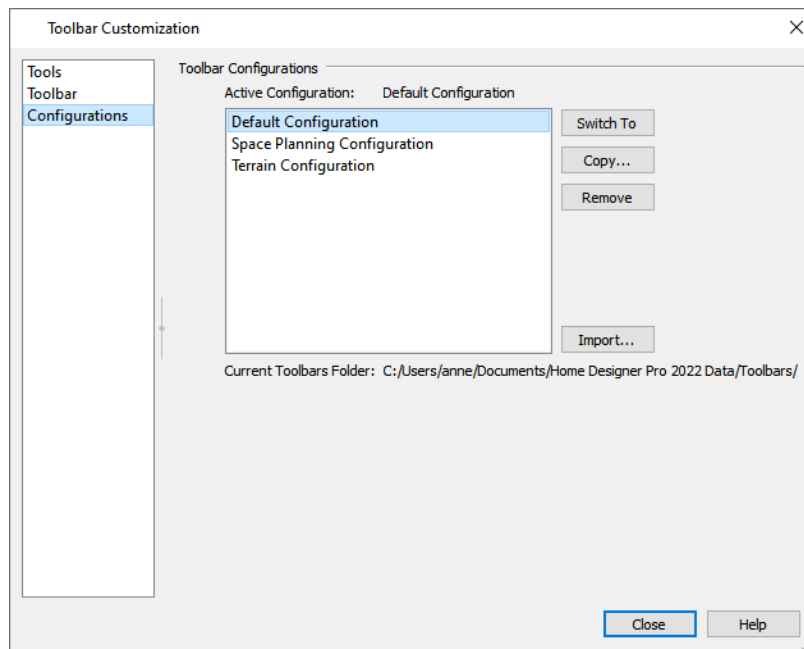 Toolbar Customization
Tools
Toolbar
Configurations
Toolbar Configurations
Active Configuration: Default Configuration
Default Configuration
Space Planning Configuration
Terrain Configuration
Switch To
Copy...
Remove
Import...
Current Toolbars Folder: C:/Users/anne/Documents/Home Designer Pro 2022 Data/Toolbars/
Close
Help